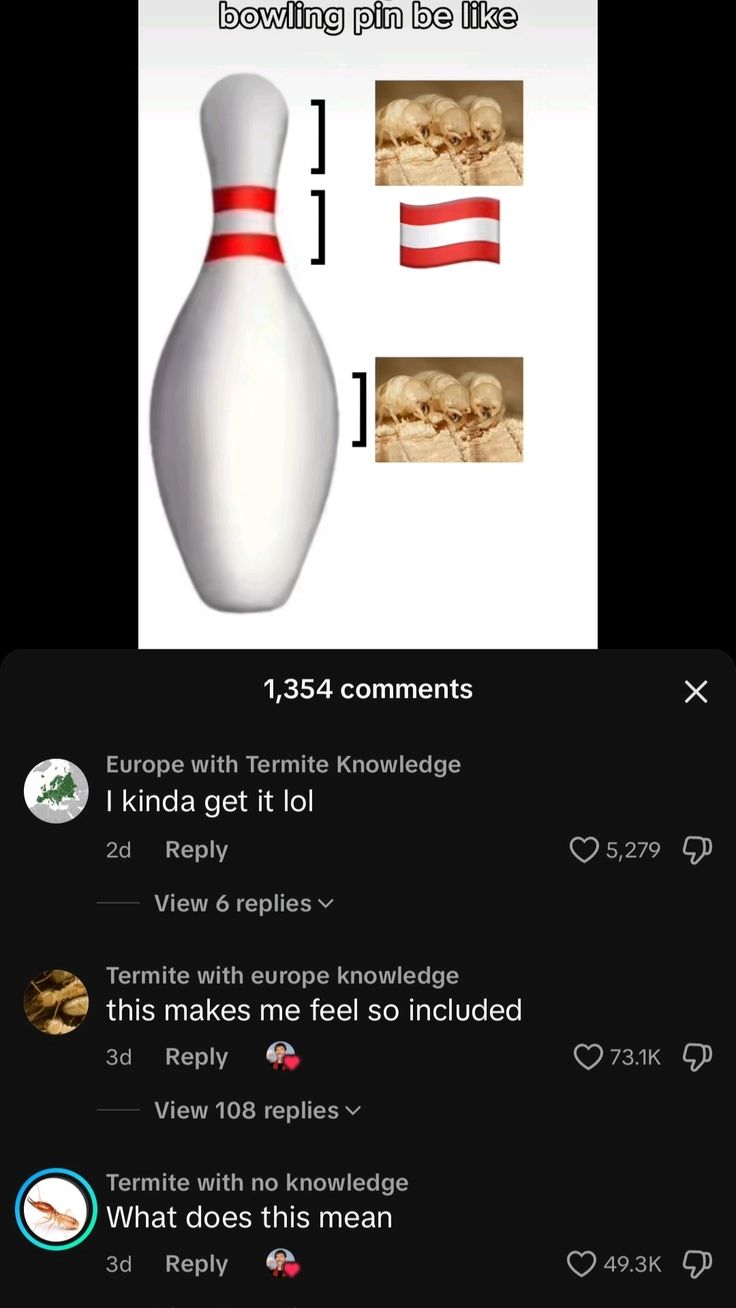 bowling pin be like
1,354 comments
Europe with Termite Knowledge
I kinda get it lol
2d Reply 5,279
View 6 replies
Termite with europe knowledge
this makes me feel so included
3d Reply 73.1K
View 108 replies
Termite with no knowledge
What does this mean
3d Reply 49.3K